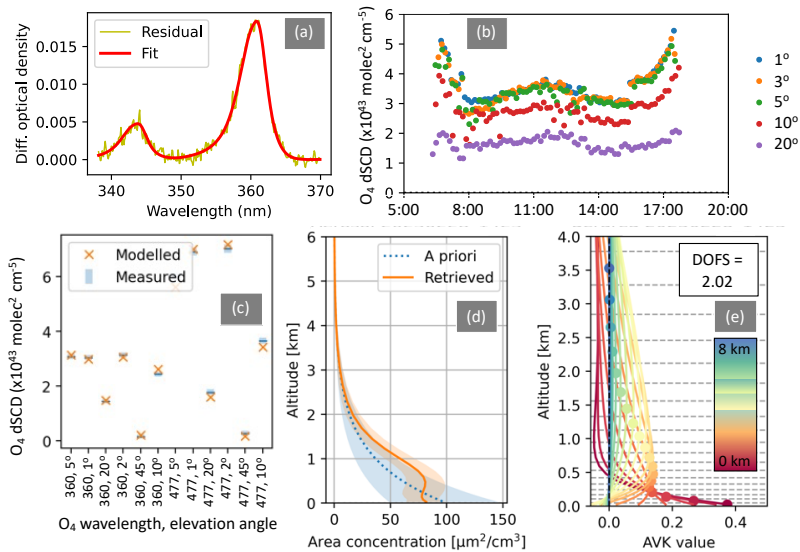 (a)
Residual
Fit
Diff. optical density
0.015
0.010
0.005
0.000
340
350
360
370
Wavelength (nm)
(b)
O₄ dSCD (x10⁴³ molec² cm⁻⁵)
6
5
4
3
2
1
0
5:00
8:00
11:00
14:00
17:00
20:00
1°
3°
5°
10°
20°
Modelled
Measured
(c)
O₄ dSCD (x10⁴³ molec² cm⁻⁵)
6
4
2
0
360, 5°
360, 1°
360, 20°
360, 2°
360, 45°
360, 10°
477, 5°
477, 1°
477, 20°
477, 2°
477, 45°
477, 10°
O₄ wavelength, elevation angle
A priori
Retrieved
(d)
Altitude [km]
6
5
4
3
2
1
0
0
50
100
150
Area concentration [μm²/cm³]
DOFS =
2.02
(e)
8 km
0 km
Altitude [km]
4.0
3.5
3.0
2.5
2.0
1.5
1.0
0.5
0.0
0.0
0.2
0.4
AVK value